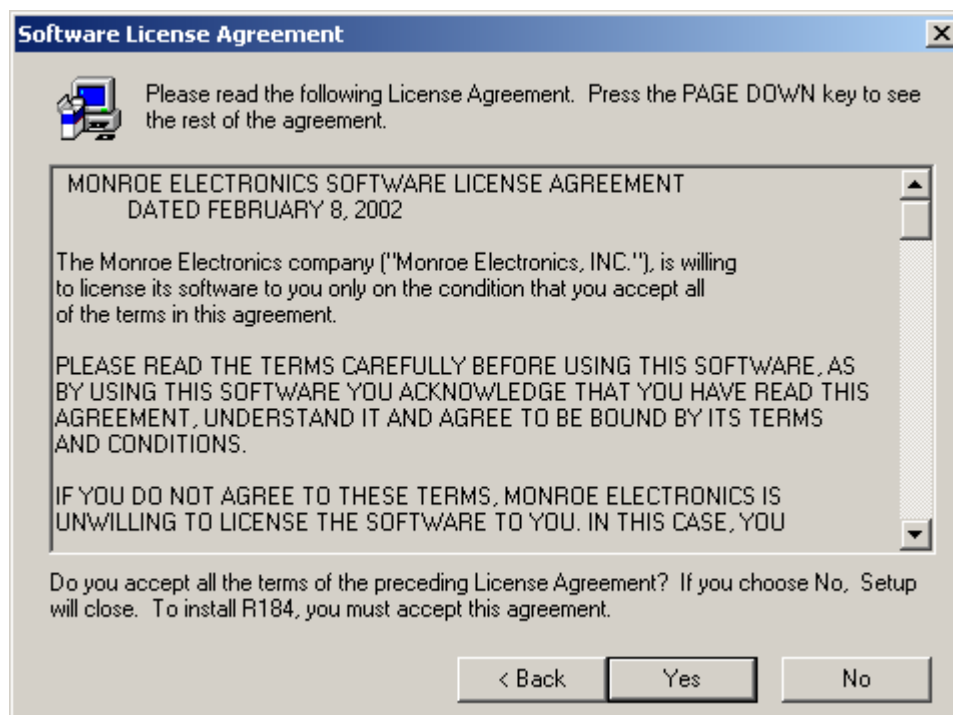 Software License Agreement
Please read the following License Agreement. Press the PAGE DOWN key to see
the rest of the agreement.
MONROE ELECTRONICS SOFTWARE LICENSE AGREEMENT
DATED FEBRUARY 8, 2002
The Monroe Electronics company ("Monroe Electronics, INC."), is willing
to license its software to you only on the condition that you accept all
of the terms in this agreement.
PLEASE READ THE TERMS CAREFULLY BEFORE USING THIS SOFTWARE, AS
BY USING THIS SOFTWARE YOU ACKNOWLEDGE THAT YOU HAVE READ THIS
AGREEMENT, UNDERSTAND IT AND AGREE TO BE BOUND BY ITS TERMS
AND CONDITIONS.
IF YOU DO NOT AGREE TO THESE TERMS, MONROE ELECTRONICS IS
UNWILLING TO LICENSE THE SOFTWARE TO YOU. IN THIS CASE, YOU
Do you accept all the terms of the preceding License Agreement? If you choose No, Setup
will close. To install R184, you must accept this agreement.
< Back
Yes
No